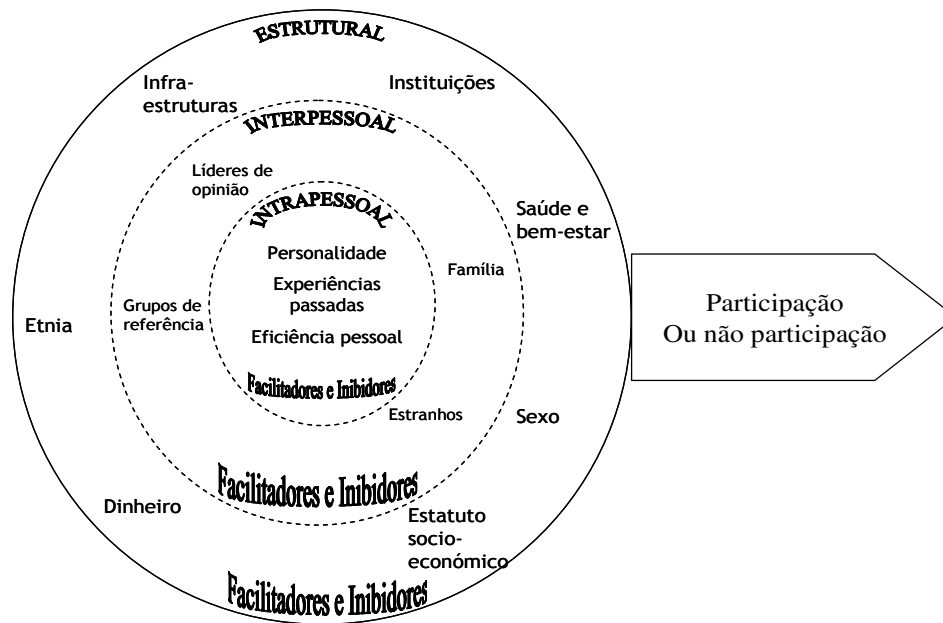 ESTRUTURAL
Infra-
estruturas
Instituições
INTERPESSOAL
Líderes de
opinião
INTRAPESSOAL
Saúde e
bem-estar
Personalidade
Família
Experiências
passadas
Grupos de
referência
Etnia
Eficiência pessoal
Participação
Ou não participação
Facilitadores e Inibidores
Estranhos
Sexo
Facilitadores e Inibidores
Dinheiro
Estatuto
socio-
económico
Facilitadores e Inibidores